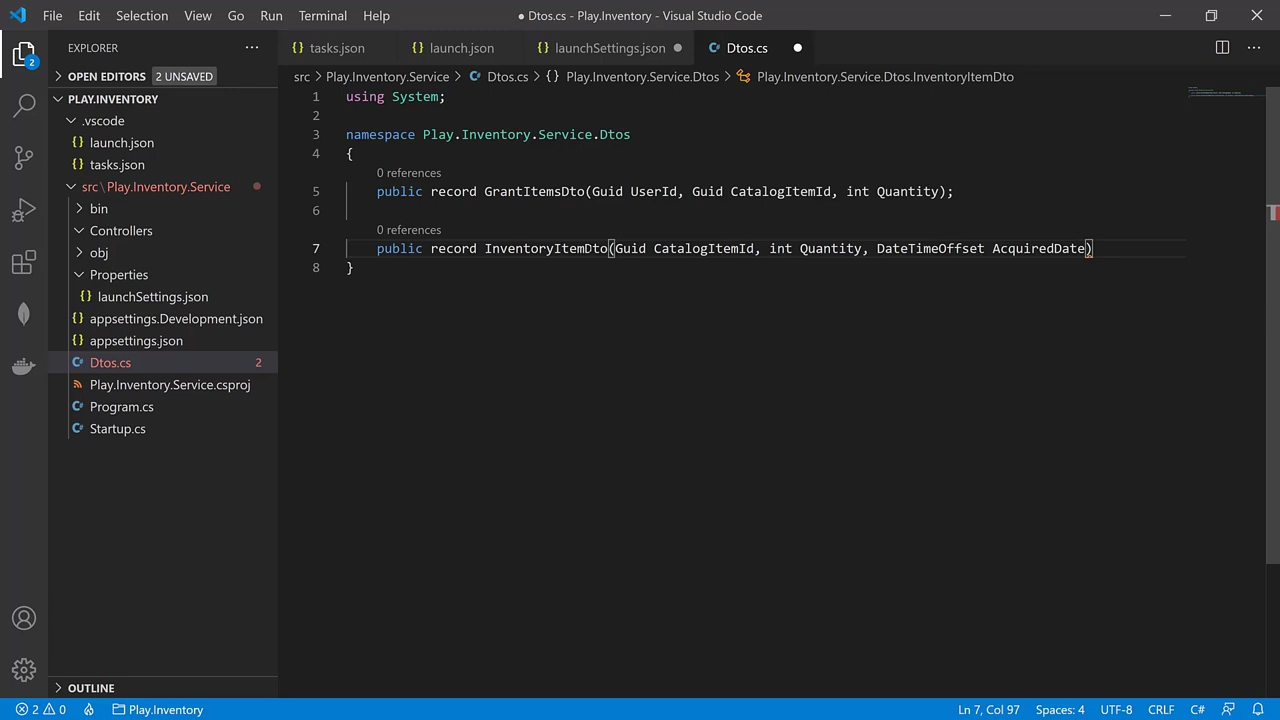 File Edit Selection View Go Run Terminal Help
● Dtos.cs - Play.Inventory - Visual Studio Code
EXPLORER
2
OPEN EDITORS 2 UNSAVED
PLAY.INVENTORY
.vscode
{} launch.json
{} tasks.json
src \ Play.Inventory.Service
bin
Controllers
obj
Properties
{} launchSettings.json
{} appsettings.Development.json
{} appsettings.json
C# Dtos.cs 2
Play.Inventory.Service.csproj
C# Program.cs
C# Startup.cs
OUTLINE
{} tasks.json {} launch.json {} launchSettings.json ● C# Dtos.cs ●
src > Play.Inventory.Service > C# Dtos.cs > {} Play.Inventory.Service.Dtos > Play.Inventory.Service.Dtos.InventoryItemDto
1 using System;
2
3 namespace Play.Inventory.Service.Dtos
4 {
0 references
5 public record GrantItemsDto(Guid UserId, Guid CatalogItemId, int Quantity);
6
0 references
7 public record InventoryItemDto(Guid CatalogItemId, int Quantity, DateTimeOffset AcquiredDate)
8 }
2 0 Play.Inventory Ln 7, Col 97 Spaces: 4 UTF-8 CRLF C#